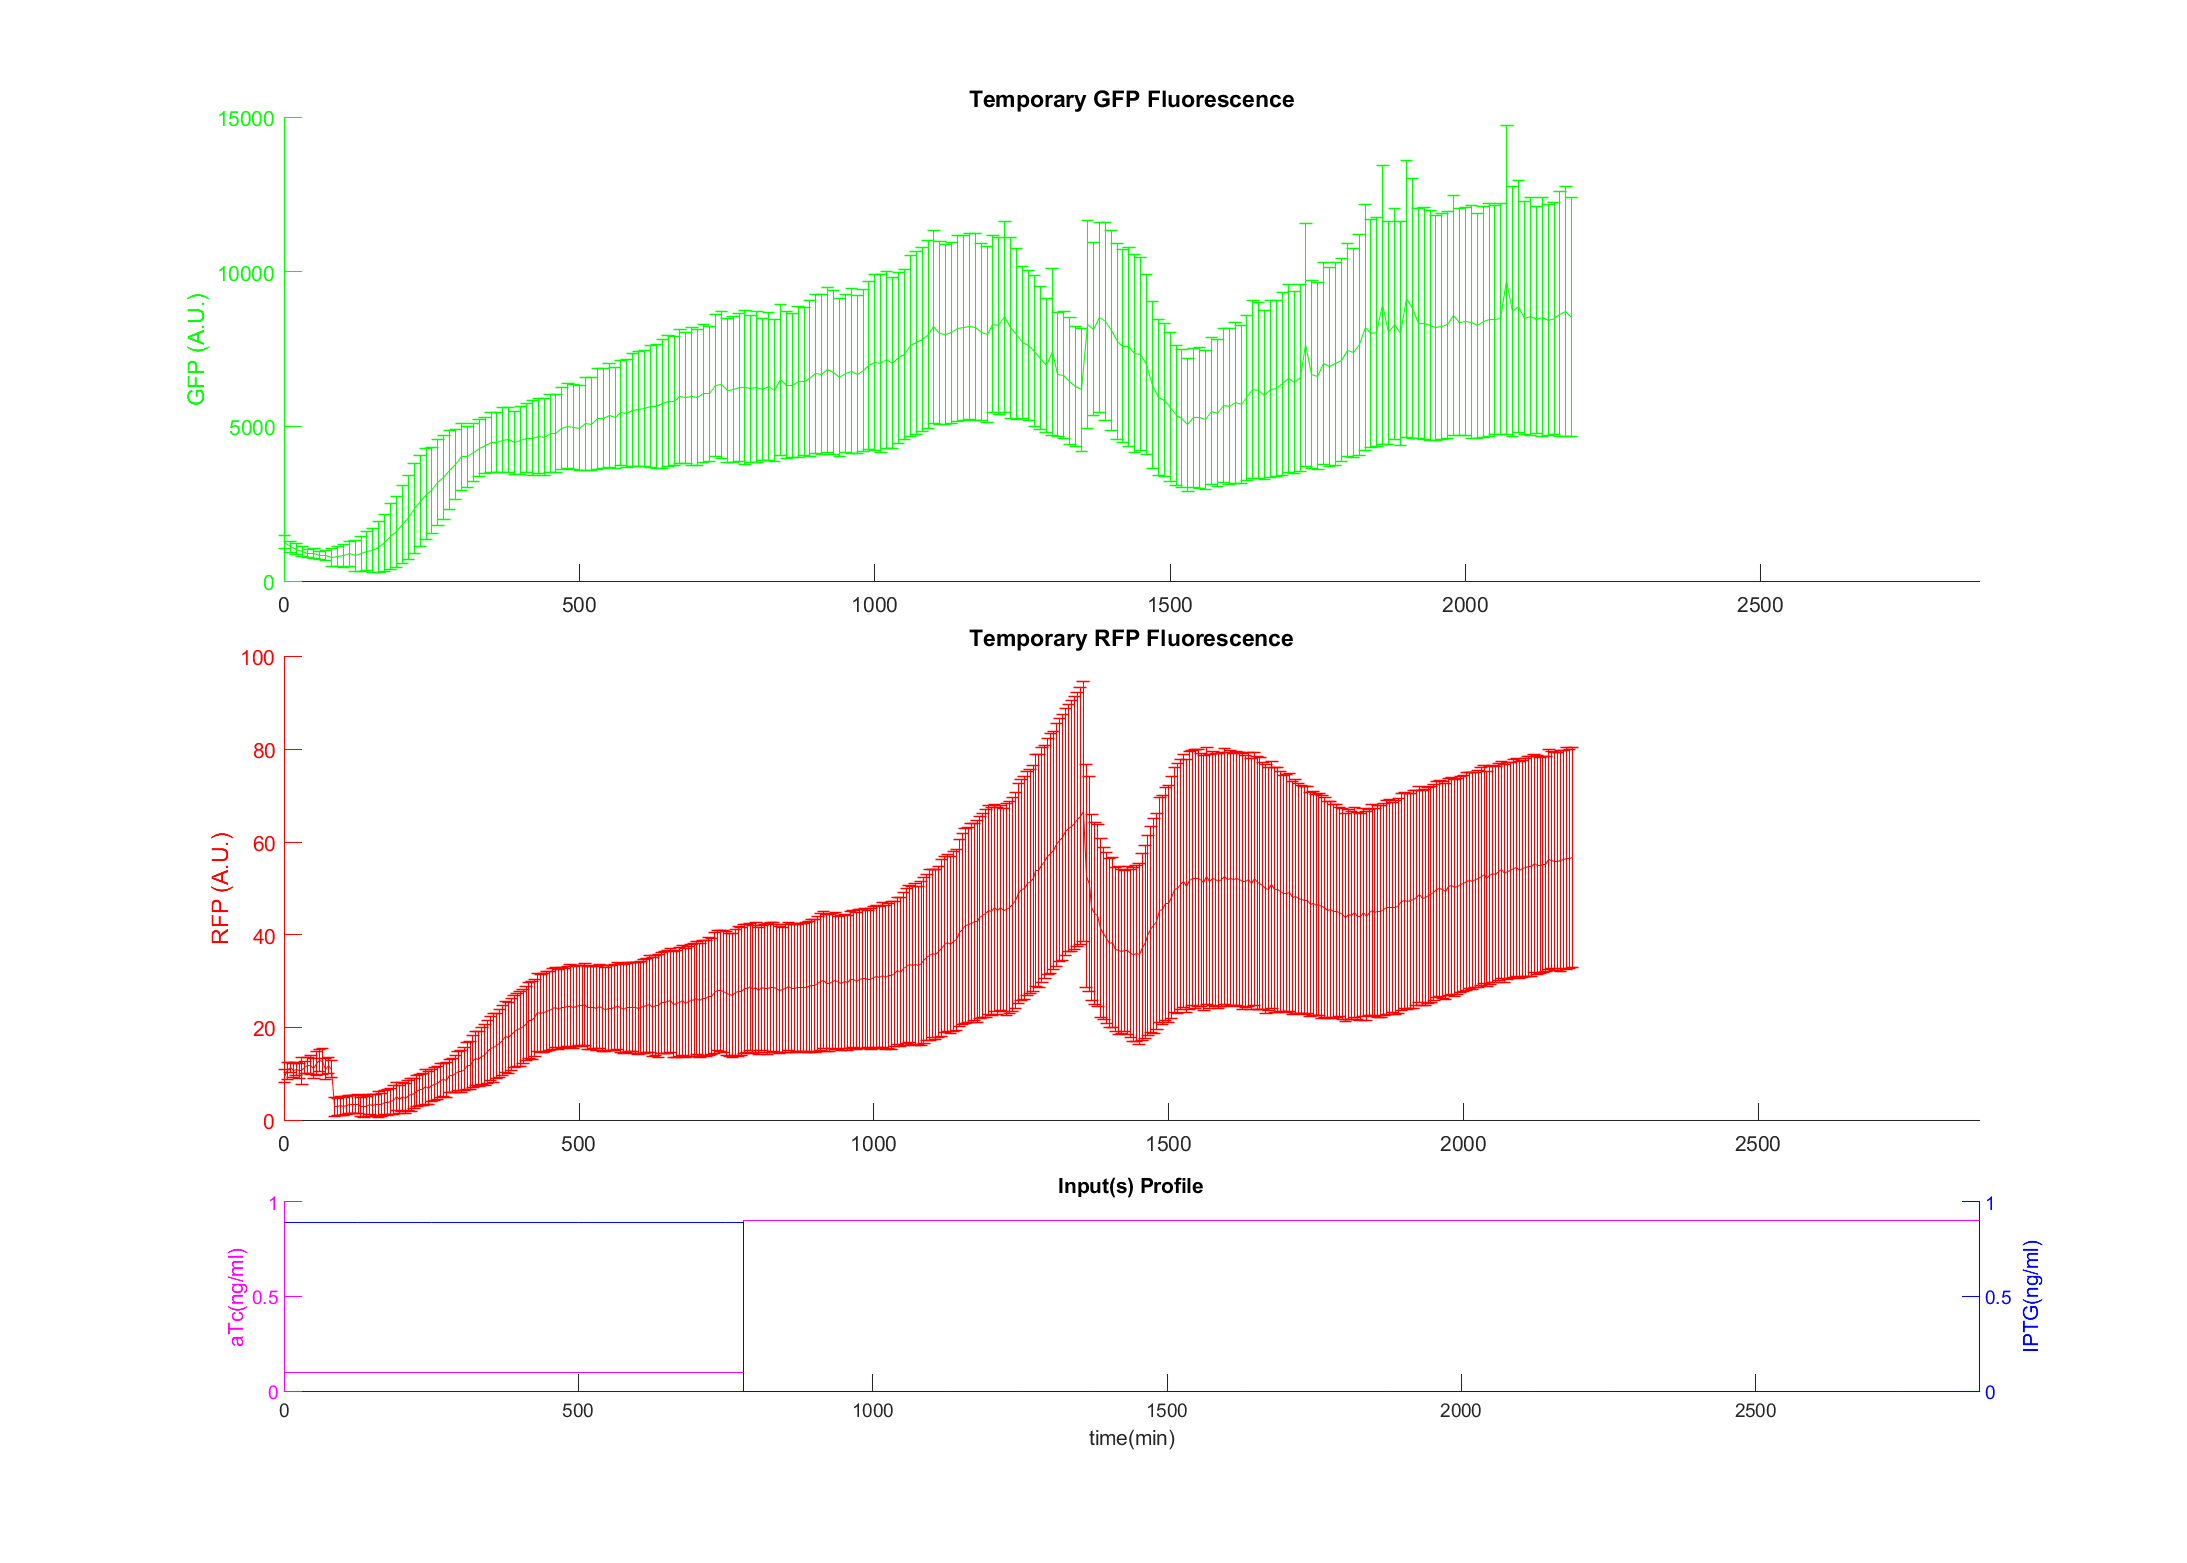 Temporary GFP Fluorescence
GFP (A.U.)
15000
10000
5000
0
0 500 1000 1500 2000 2500
Temporary RFP Fluorescence
RFP (A.U.)
100
80
60
40
20
0
0 500 1000 1500 2000 2500
Input(s) Profile
aTc(ng/ml)
1
0.5
0
IPTG(ng/ml)
1
0.5
0
0 500 1000 1500 2000 2500
time(min)